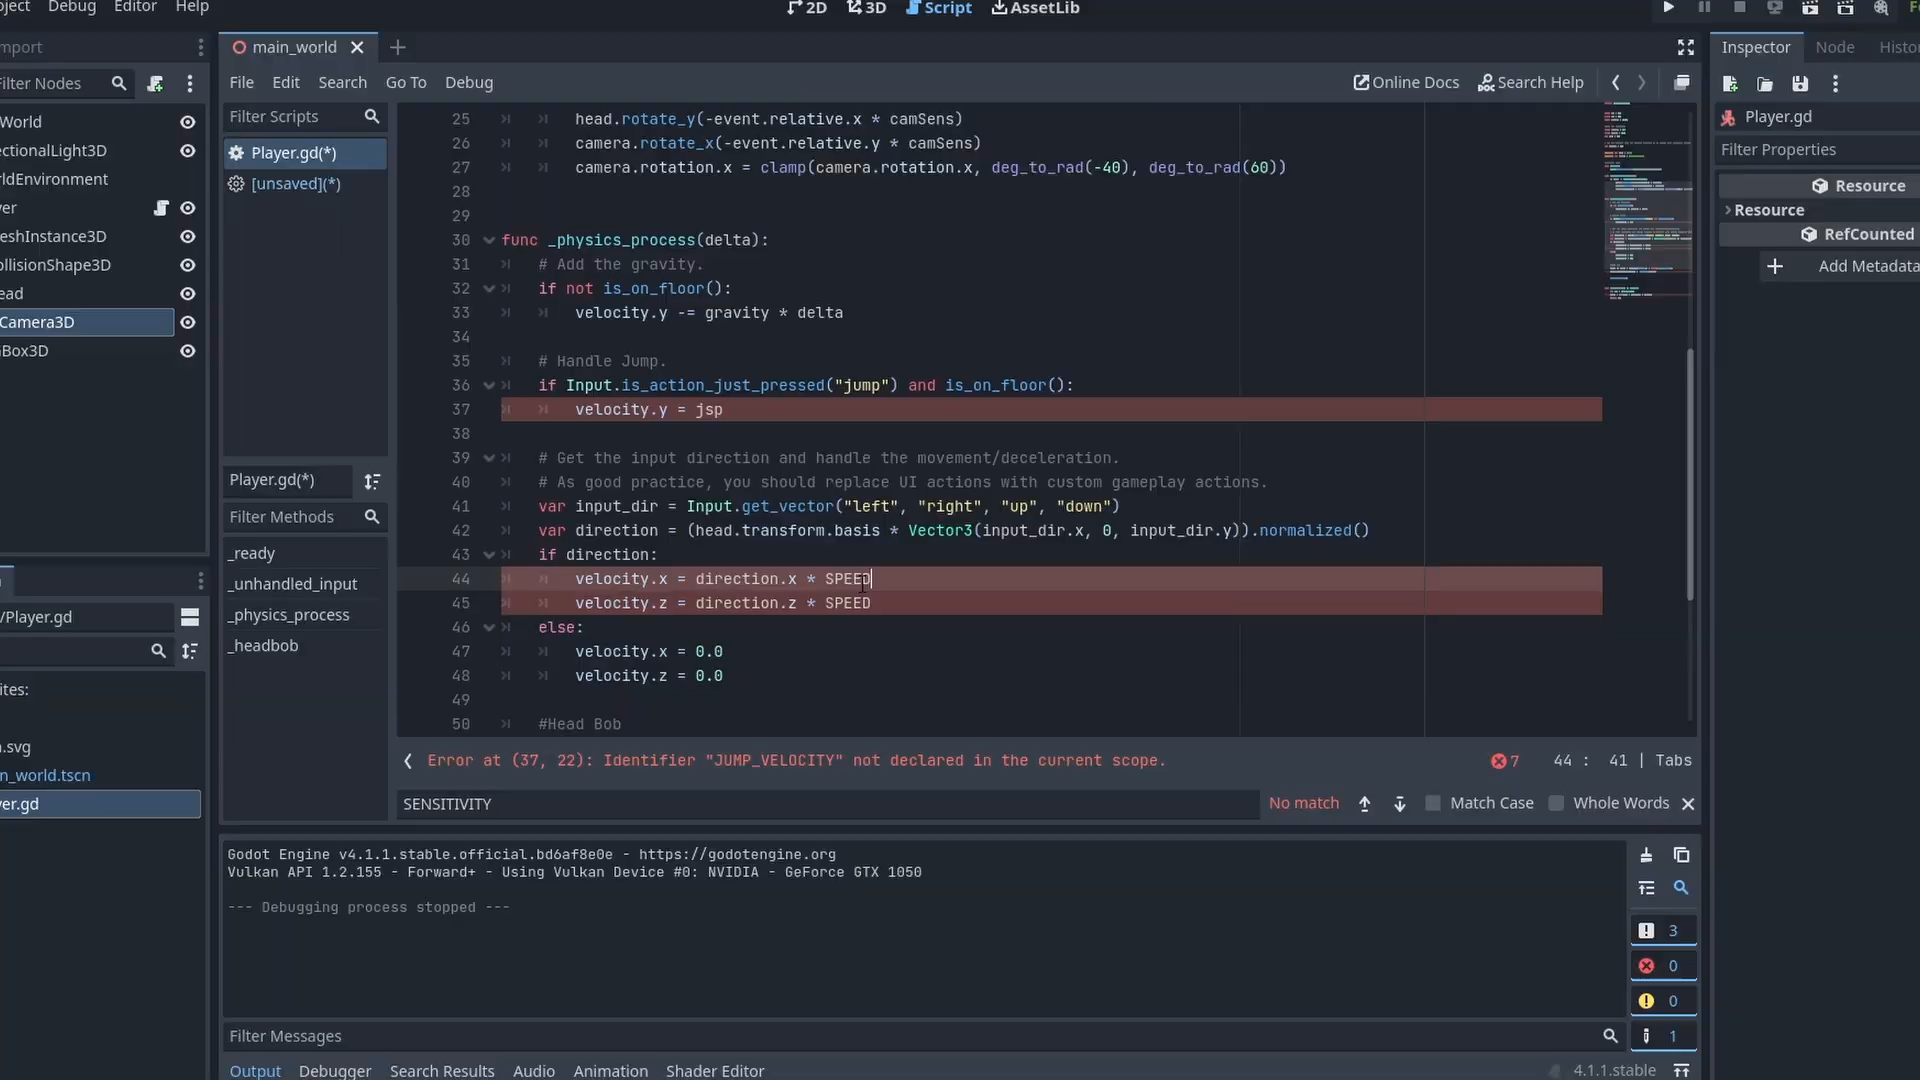 oject Debug Editor Help
2D 3D Script AssetLib
mport
main_world
Inspector Node Histo
Filter Nodes
File Edit Search Go To Debug
Online Docs Search Help
World
ectionalLight3D
ldEnvironment
yer
eshInstance3D
ollisionShape3D
ead
Camera3D
GBox3D
Filter Scripts
Player.gd(*)
[unsaved](*)
Player.gd(*)
Filter Methods
_ready
_unhandled_input
_physics_process
_headbob
25 head.rotate_y(-event.relative.x * camSens)
26 camera.rotate_x(-event.relative.y * camSens)
27 camera.rotation.x = clamp(camera.rotation.x, deg_to_rad(-40), deg_to_rad(60))
28
29
30 func _physics_process(delta):
31 # Add the gravity.
32 if not is_on_floor():
33 velocity.y -= gravity * delta
34
35 # Handle Jump.
36 if Input.is_action_just_pressed("jump") and is_on_floor():
37 velocity.y = jsp
38
39 # Get the input direction and handle the movement/deceleration.
40 # As good practice, you should replace UI actions with custom gameplay actions.
41 var input_dir = Input.get_vector("left", "right", "up", "down")
42 var direction = (head.transform.basis * Vector3(input_dir.x, 0, input_dir.y)).normalized()
43 if direction:
44 velocity.x = direction.x * SPEED
45 velocity.z = direction.z * SPEED
46 else:
47 velocity.x = 0.0
48 velocity.z = 0.0
49
50 #Head Bob
Error at (37, 22): Identifier "JUMP_VELOCITY" not declared in the current scope.
7 44 : 41 | Tabs
SENSITIVITY
No match Match Case Whole Words
/Player.gd
ites:
n.svg
n_world.tscn
yer.gd
Godot Engine v4.1.1.stable.official.bd6af8e0e - https://godotengine.org
Vulkan API 1.2.155 - Forward+ - Using Vulkan Device #0: NVIDIA - GeForce GTX 1050
--- Debugging process stopped ---
3
0
0
1
Filter Messages
Output Debugger Search Results Audio Animation Shader Editor
4.1.1.stable
Player.gd
Filter Properties
Resource
Resource
RefCounted
Add Metadata